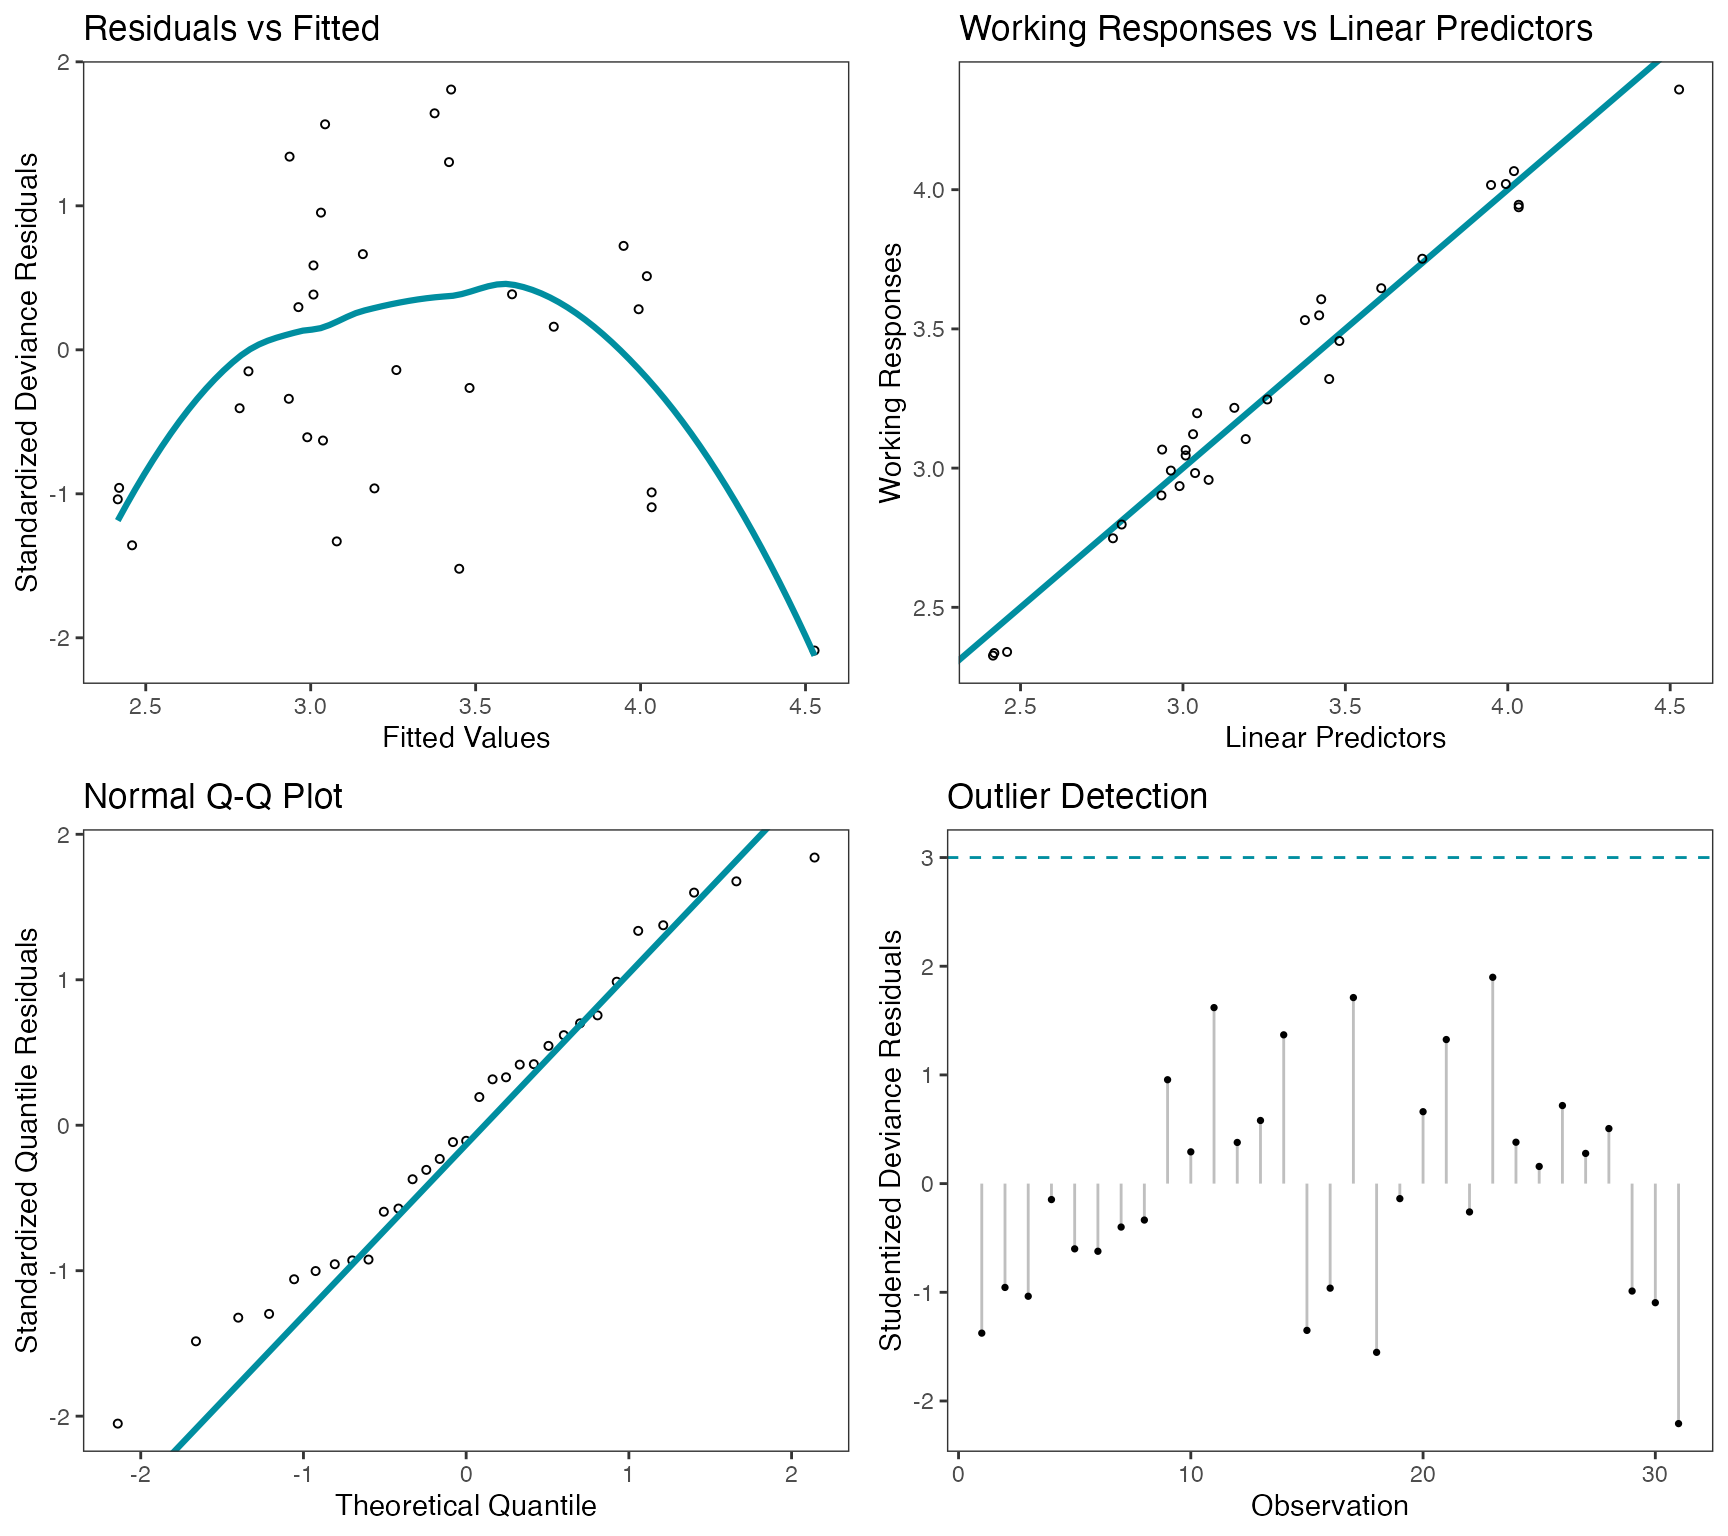 Residuals vs Fitted
Standardized Deviance Residuals
2
1
0
-1
-2
2.5 3.0 3.5 4.0 4.5
Fitted Values
Working Responses vs Linear Predictors
Working Responses
4.0
3.5
3.0
2.5
2.5 3.0 3.5 4.0 4.5
Linear Predictors
Normal Q-Q Plot
Standardized Quantile Residuals
2
1
0
-1
-2
-2 -1 0 1 2
Theoretical Quantile
Outlier Detection
Studentized Deviance Residuals
3
2
1
0
-1
-2
0 10 20 30
Observation